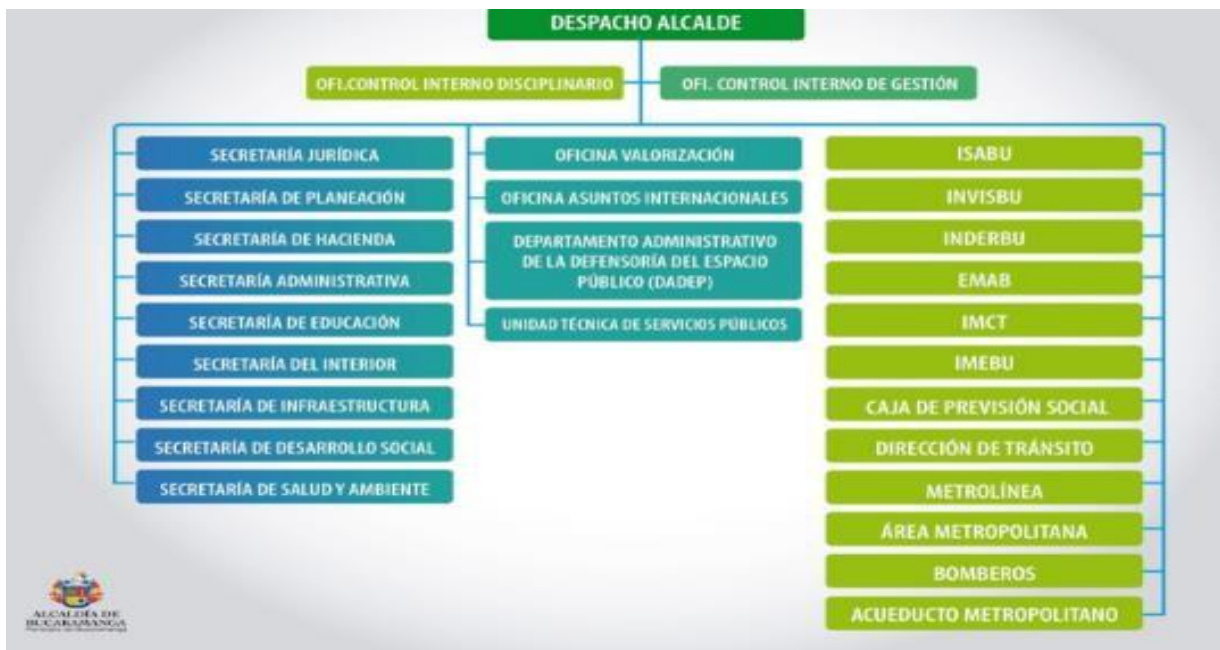 DESPACHO ALCALDE
OFI.CONTROL INTERNO DISCIPLINARIO
OFI. CONTROL INTERNO DE GESTIÓN
SECRETARÍA JURÍDICA
SECRETARÍA DE PLANEACIÓN
SECRETARÍA DE HACIENDA
SECRETARÍA ADMINISTRATIVA
SECRETARÍA DE EDUCACIÓN
SECRETARÍA DEL INTERIOR
SECRETARÍA DE INFRAESTRUCTURA
SECRETARÍA DE DESARROLLO SOCIAL
SECRETARÍA DE SALUD Y AMBIENTE
OFICINA VALORIZACIÓN
OFICINA ASUNTOS INTERNACIONALES
DEPARTAMENTO ADMINISTRATIVO
DE LA DEFENSORÍA DEL ESPACIO
PÚBLICO (DADEP)
UNIDAD TÉCNICA DE SERVICIOS PÚBLICOS
ISABU
INVISBU
INDERBU
EMAB
IMCT
IMEBU
CAJA DE PREVISIÓN SOCIAL
DIRECCIÓN DE TRÁNSITO
METROLÍNEA
ÁREA METROPOLITANA
BOMBEROS
ACUEDUCTO METROPOLITANO
ALCALDÍA DE
BUCARAMANGA